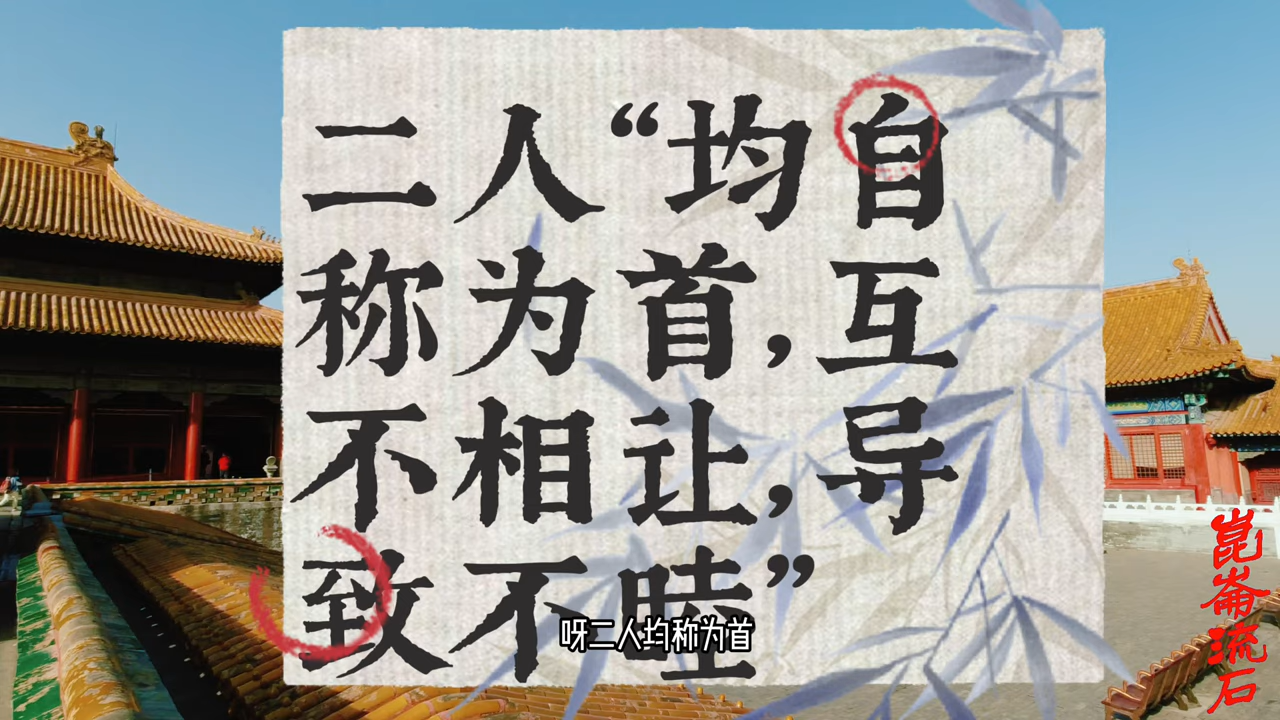 二人“均自
称为首，互
不相让，导
致不睦”
呀二人均称为首
崑崙流石